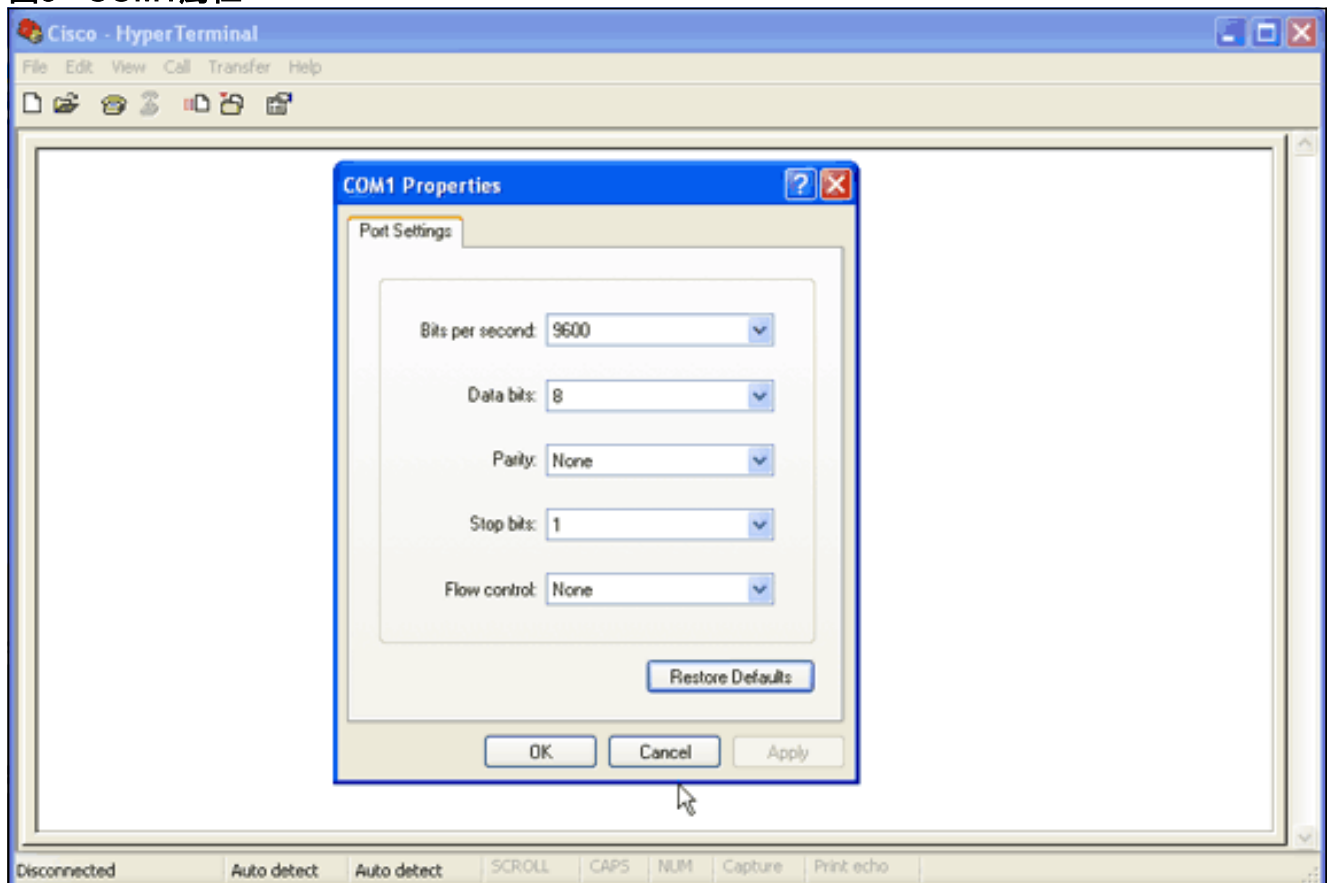 Cisco - HyperTerminal
File Edit View Call Transfer Help
COM1 Properties
Port Settings
Bits per second: 9600
Data bits: 8
Parity: None
Stop bits: 1
Flow control: None
Restore Defaults
OK Cancel Apply
Disconnected Auto detect Auto detect SCROLL CAPS NUM Capture Print echo